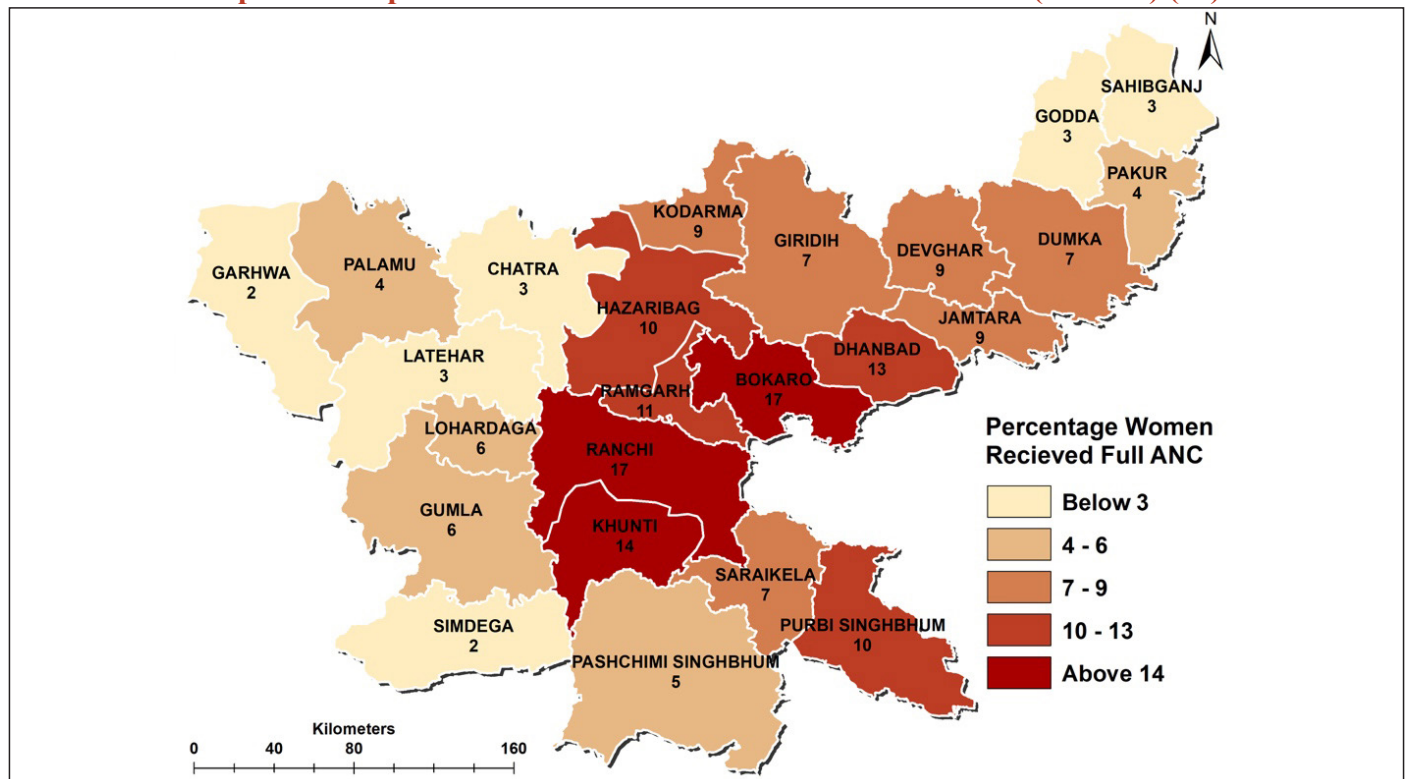 N
SAHIBGANJ
3
GODDA
3
PAKUR
4
KODARMA
9
GIRIDIH
7
DEVGHAR
9
DUMKA
7
GARHWA
2
PALAMU
4
CHATRA
3
HAZARIBAG
10
JAMTARA
9
LATEHAR
3
DHANBAD
13
RAMGARH
11
BOKARO
17
LOHARDAGA
6
RANCHI
17
GUMLA
6
KHUNTI
14
SARAIKELA
7
SIMDEGA
2
PURBI SINGHBHUM
10
PASHCHIMI SINGHBHUM
5
Percentage Women
Recieved Full ANC
Below 3
4 - 6
7 - 9
10 - 13
Above 14
Kilometers
0 40 80 160